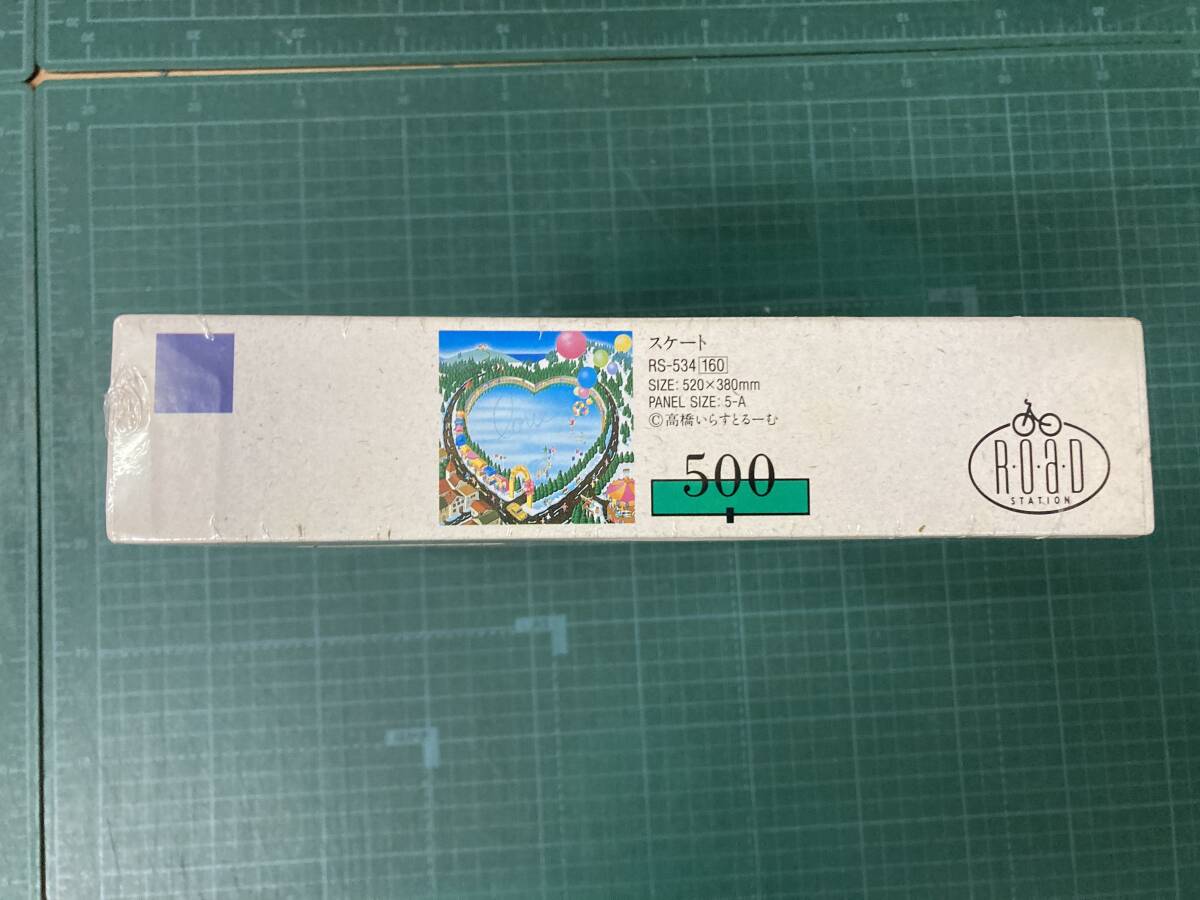 スケート
RS-534 160
SIZE: 520×380mm
PANEL SIZE: 5-A
©高橋いらすとるーむ
500
R·O·a·D
STATION